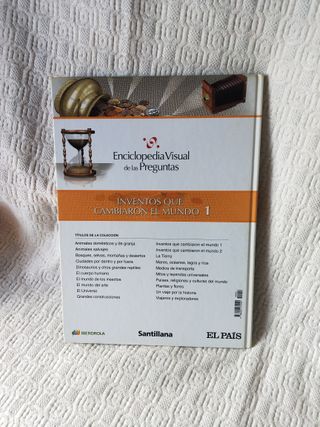 Enciclopedia Visual
de las Preguntas
INVENTOS QUE
CAMBIARON EL MUNDO 1
TÍTULOS DE LA COLECCIÓN
Animales domésticos y de granja
Animales salvajes
Bosques, selvas, montañas y desiertos
Ciudades por dentro y por fuera
Dinosaurios y otros grandes reptiles
El cuerpo humano
El mundo de los insectos
El mundo del arte
El Universo
Grandes construcciones
Inventos que cambiaron el mundo 1
Inventos que cambiaron el mundo 2
La Tierra
Mares, océanos, lagos y ríos
Medios de transporte
Mitos y leyendas universales
Países, religiones y culturas del mundo
Plantas y flores
Un viaje por la historia
Viajeros y exploradores
IBERDROLA
Santillana
EL PAÍS